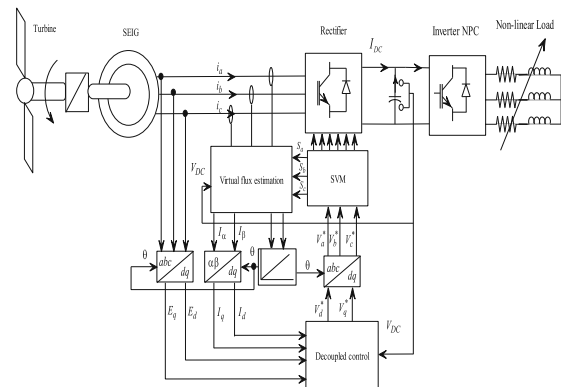 Turbine
SEIG
Rectifier
Inverter NPC
Non-linear Load
I_DC
i_a
i_b
i_c
V_DC
Virtual flux estimation
S_a
S_b
S_c
SVM
I_α
I_β
V_a*
V_b*
V_c*
θ
abc
dq
αβ
dq
θ
θ
abc
dq
E_q
E_d
I_q
I_d
V_d*
V_q*
V_DC
Decoupled control